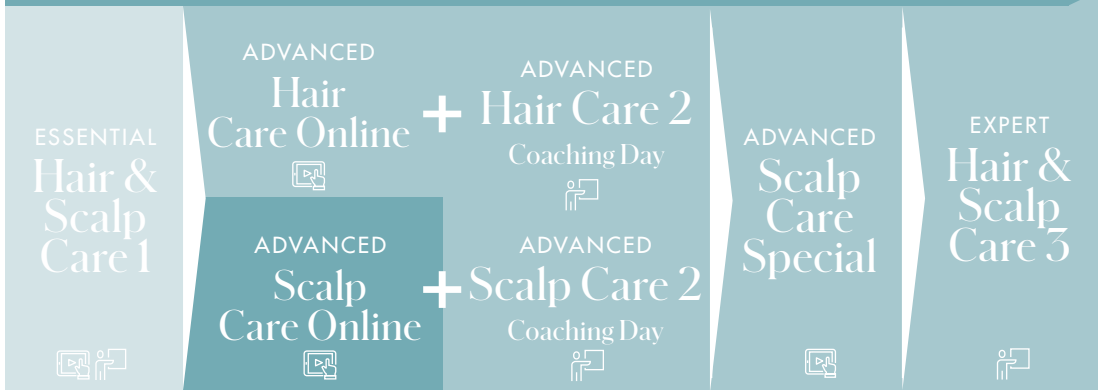 ESSENTIAL
Hair &
Scalp
Care 1
ADVANCED
Hair
Care Online
+
ADVANCED
Hair Care 2
Coaching Day
ADVANCED
Scalp
Care Online
+
ADVANCED
Scalp Care 2
Coaching Day
ADVANCED
Scalp
Care
Special
EXPERT
Hair &
Scalp
Care 3